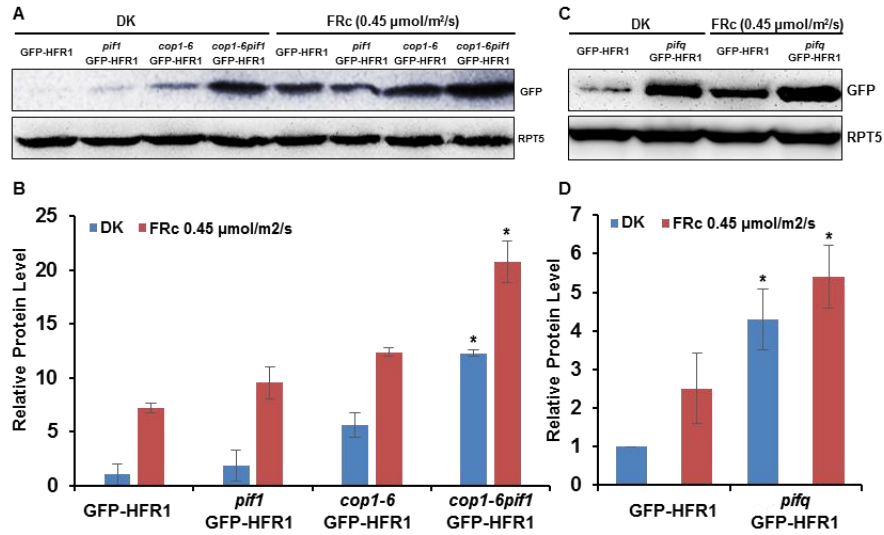 A
DK
FRc (0.45 µmol/m²/s)
GFP-HFR1
pif1
GFP-HFR1
cop1-6
GFP-HFR1
cop1-6pif1
GFP-HFR1
GFP-HFR1
pif1
GFP-HFR1
cop1-6
GFP-HFR1
cop1-6pif1
GFP-HFR1
GFP
RPT5
B
Relative Protein Level
25
20
15
10
5
0
DK
FRc 0.45 µmol/m2/s
*
*
GFP-HFR1
pif1
GFP-HFR1
cop1-6
GFP-HFR1
cop1-6pif1
GFP-HFR1
C
DK
FRc (0.45 µmol/m²/s)
GFP-HFR1
pifq
GFP-HFR1
GFP-HFR1
pifq
GFP-HFR1
GFP
RPT5
D
Relative Protein Level
7
6
5
4
3
2
1
0
DK
FRc 0.45 µmol/m2/s
*
*
GFP-HFR1
pifq
GFP-HFR1